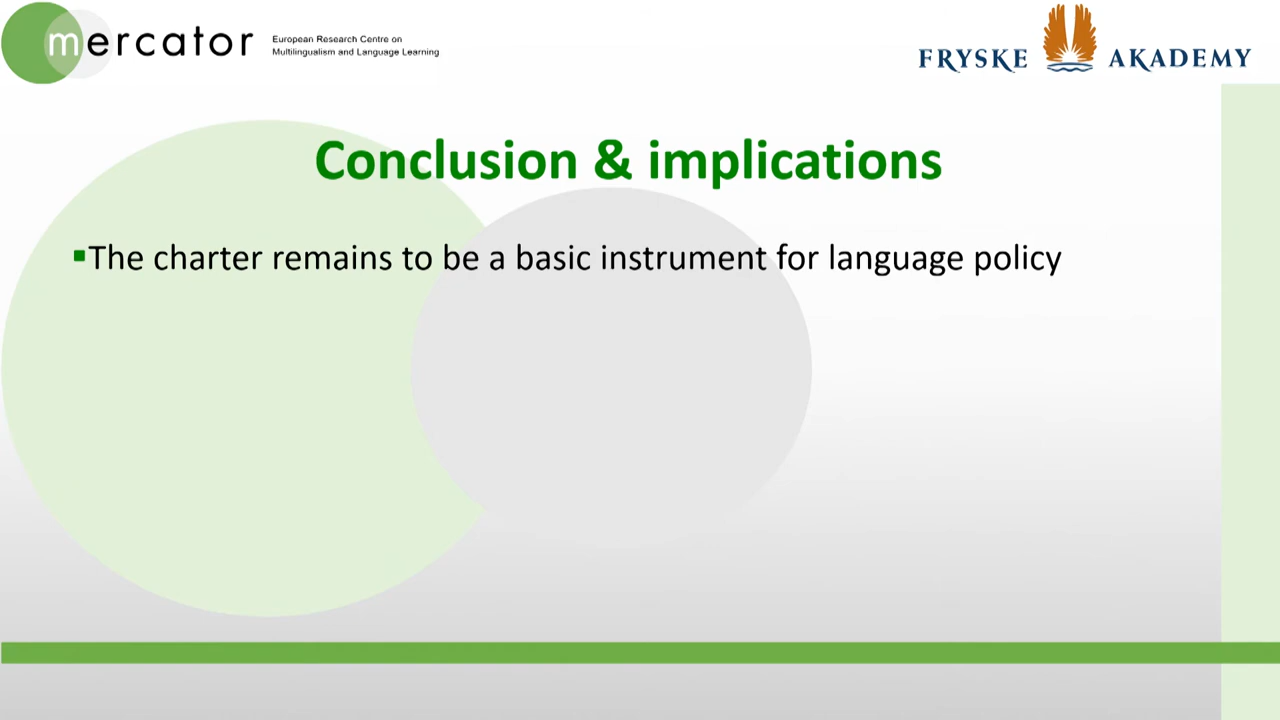 mercator
European Research Centre on
Multilingualism and Language Learning
FRYSKE AKADEMY
Conclusion & implications
▪The charter remains to be a basic instrument for language policy